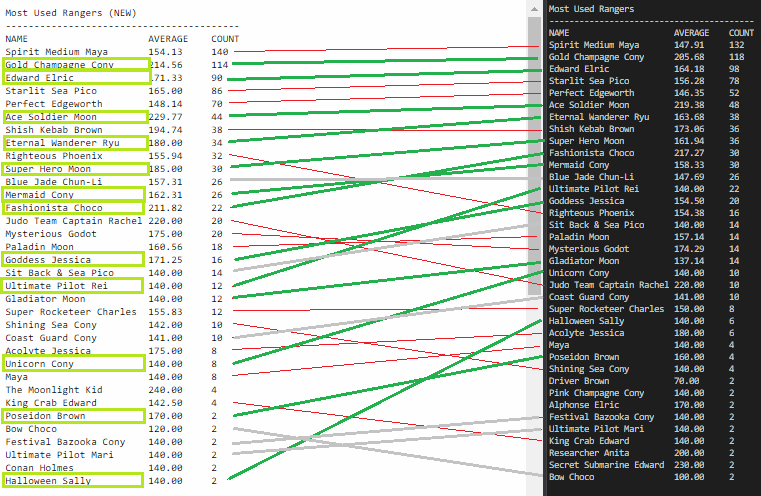 Most Used Rangers (NEW)
---------------------------------------
NAME AVERAGE COUNT
Spirit Medium Maya 154.13 140
Gold Champagne Cony 214.56 114
Edward Elric 171.33 90
Starlit Sea Pico 165.00 86
Perfect Edgeworth 148.14 70
Ace Soldier Moon 229.77 44
Shish Kebab Brown 194.74 38
Eternal Wanderer Ryu 180.00 34
Righteous Phoenix 155.94 32
Super Hero Moon 185.00 30
Blue Jade Chun-Li 157.31 26
Mermaid Cony 162.31 26
Fashionista Choco 211.82 22
Judo Team Captain Rachel 220.00 20
Mysterious Godot 175.00 20
Paladin Moon 160.56 18
Goddess Jessica 171.25 16
Sit Back & Sea Pico 140.00 14
Ultimate Pilot Rei 140.00 12
Gladiator Moon 140.00 12
Super Rocketeer Charles 155.83 12
Shining Sea Cony 142.00 10
Coast Guard Cony 141.00 10
Acolyte Jessica 175.00 8
Unicorn Cony 140.00 8
Maya 140.00 8
The Moonlight Kid 240.00 4
King Crab Edward 142.50 4
Poseidon Brown 170.00 2
Bow Choco 120.00 2
Festival Bazooka Cony 140.00 2
Ultimate Pilot Mari 140.00 2
Conan Holmes 140.00 2
Halloween Sally 140.00 2
Most Used Rangers
---------------------------------------
NAME AVERAGE COUNT
Spirit Medium Maya 147.91 132
Gold Champagne Cony 205.68 118
Edward Elric 164.18 98
Starlit Sea Pico 156.28 78
Perfect Edgeworth 146.35 52
Ace Soldier Moon 219.38 48
Eternal Wanderer Ryu 163.68 38
Shish Kebab Brown 173.06 36
Super Hero Moon 161.94 36
Fashionista Choco 217.27 30
Mermaid Cony 158.33 30
Blue Jade Chun-Li 147.69 26
Ultimate Pilot Rei 140.00 22
Goddess Jessica 154.50 20
Righteous Phoenix 154.38 16
Sit Back & Sea Pico 140.00 14
Paladin Moon 157.14 14
Mysterious Godot 174.29 14
Gladiator Moon 137.14 14
Unicorn Cony 140.00 10
Judo Team Captain Rachel 220.00 10
Coast Guard Cony 141.00 10
Super Rocketeer Charles 150.00 8
Halloween Sally 140.00 6
Acolyte Jessica 180.00 6
Maya 140.00 4
Poseidon Brown 160.00 4
Shining Sea Cony 140.00 4
Driver Brown 70.00 2
Pink Champagne Cony 140.00 2
Alphonse Elric 170.00 2
Festival Bazooka Cony 140.00 2
Ultimate Pilot Mari 140.00 2
King Crab Edward 140.00 2
Researcher Anita 200.00 2
Secret Submarine Edward 230.00 2
Bow Choco 100.00 2